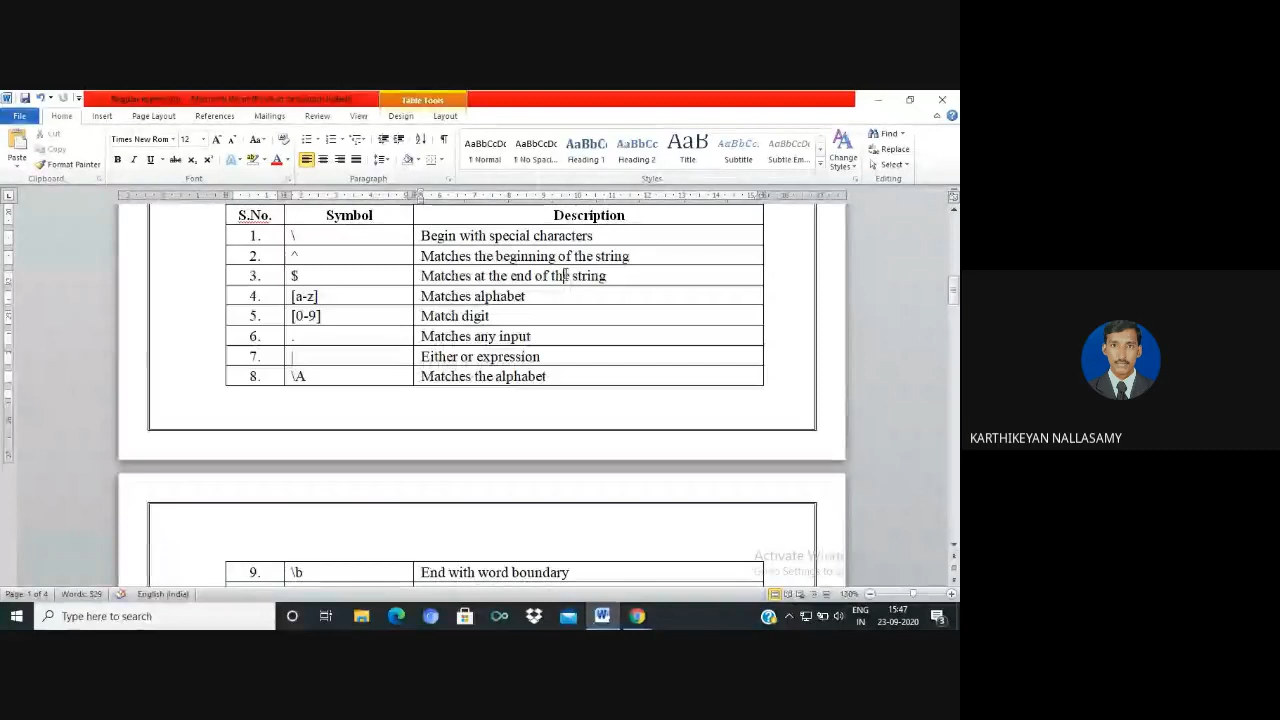 Table Tools
File Home Insert Page Layout References Mailings Review View Design Layout
Paste
Cut
Copy
Format Painter
Clipboard
Times New Rom 12
Font
Paragraph
AaBbCcDc AaBbCcDc AaBbC AaBbCc AaB AaBbCc. AaBbCcDc
¶ Normal ¶ No Spaci... Heading 1 Heading 2 Title Subtitle Subtle Em...
Change Styles
Styles
Find
Replace
Select
Editing
S.No. Symbol Description
1. \ Begin with special characters
2. ^ Matches the beginning of the string
3. $ Matches at the end of the string
4. [a-z] Matches alphabet
5. [0-9] Match digit
6. . Matches any input
7. | Either or expression
8. \A Matches the alphabet
9. \b End with word boundary
Activate
Page: 1 of 4 Words: 529 English (India) 130%
Type here to search
ENG IN
15:47
23-09-2020
KARTHIKEYAN NALLASAMY